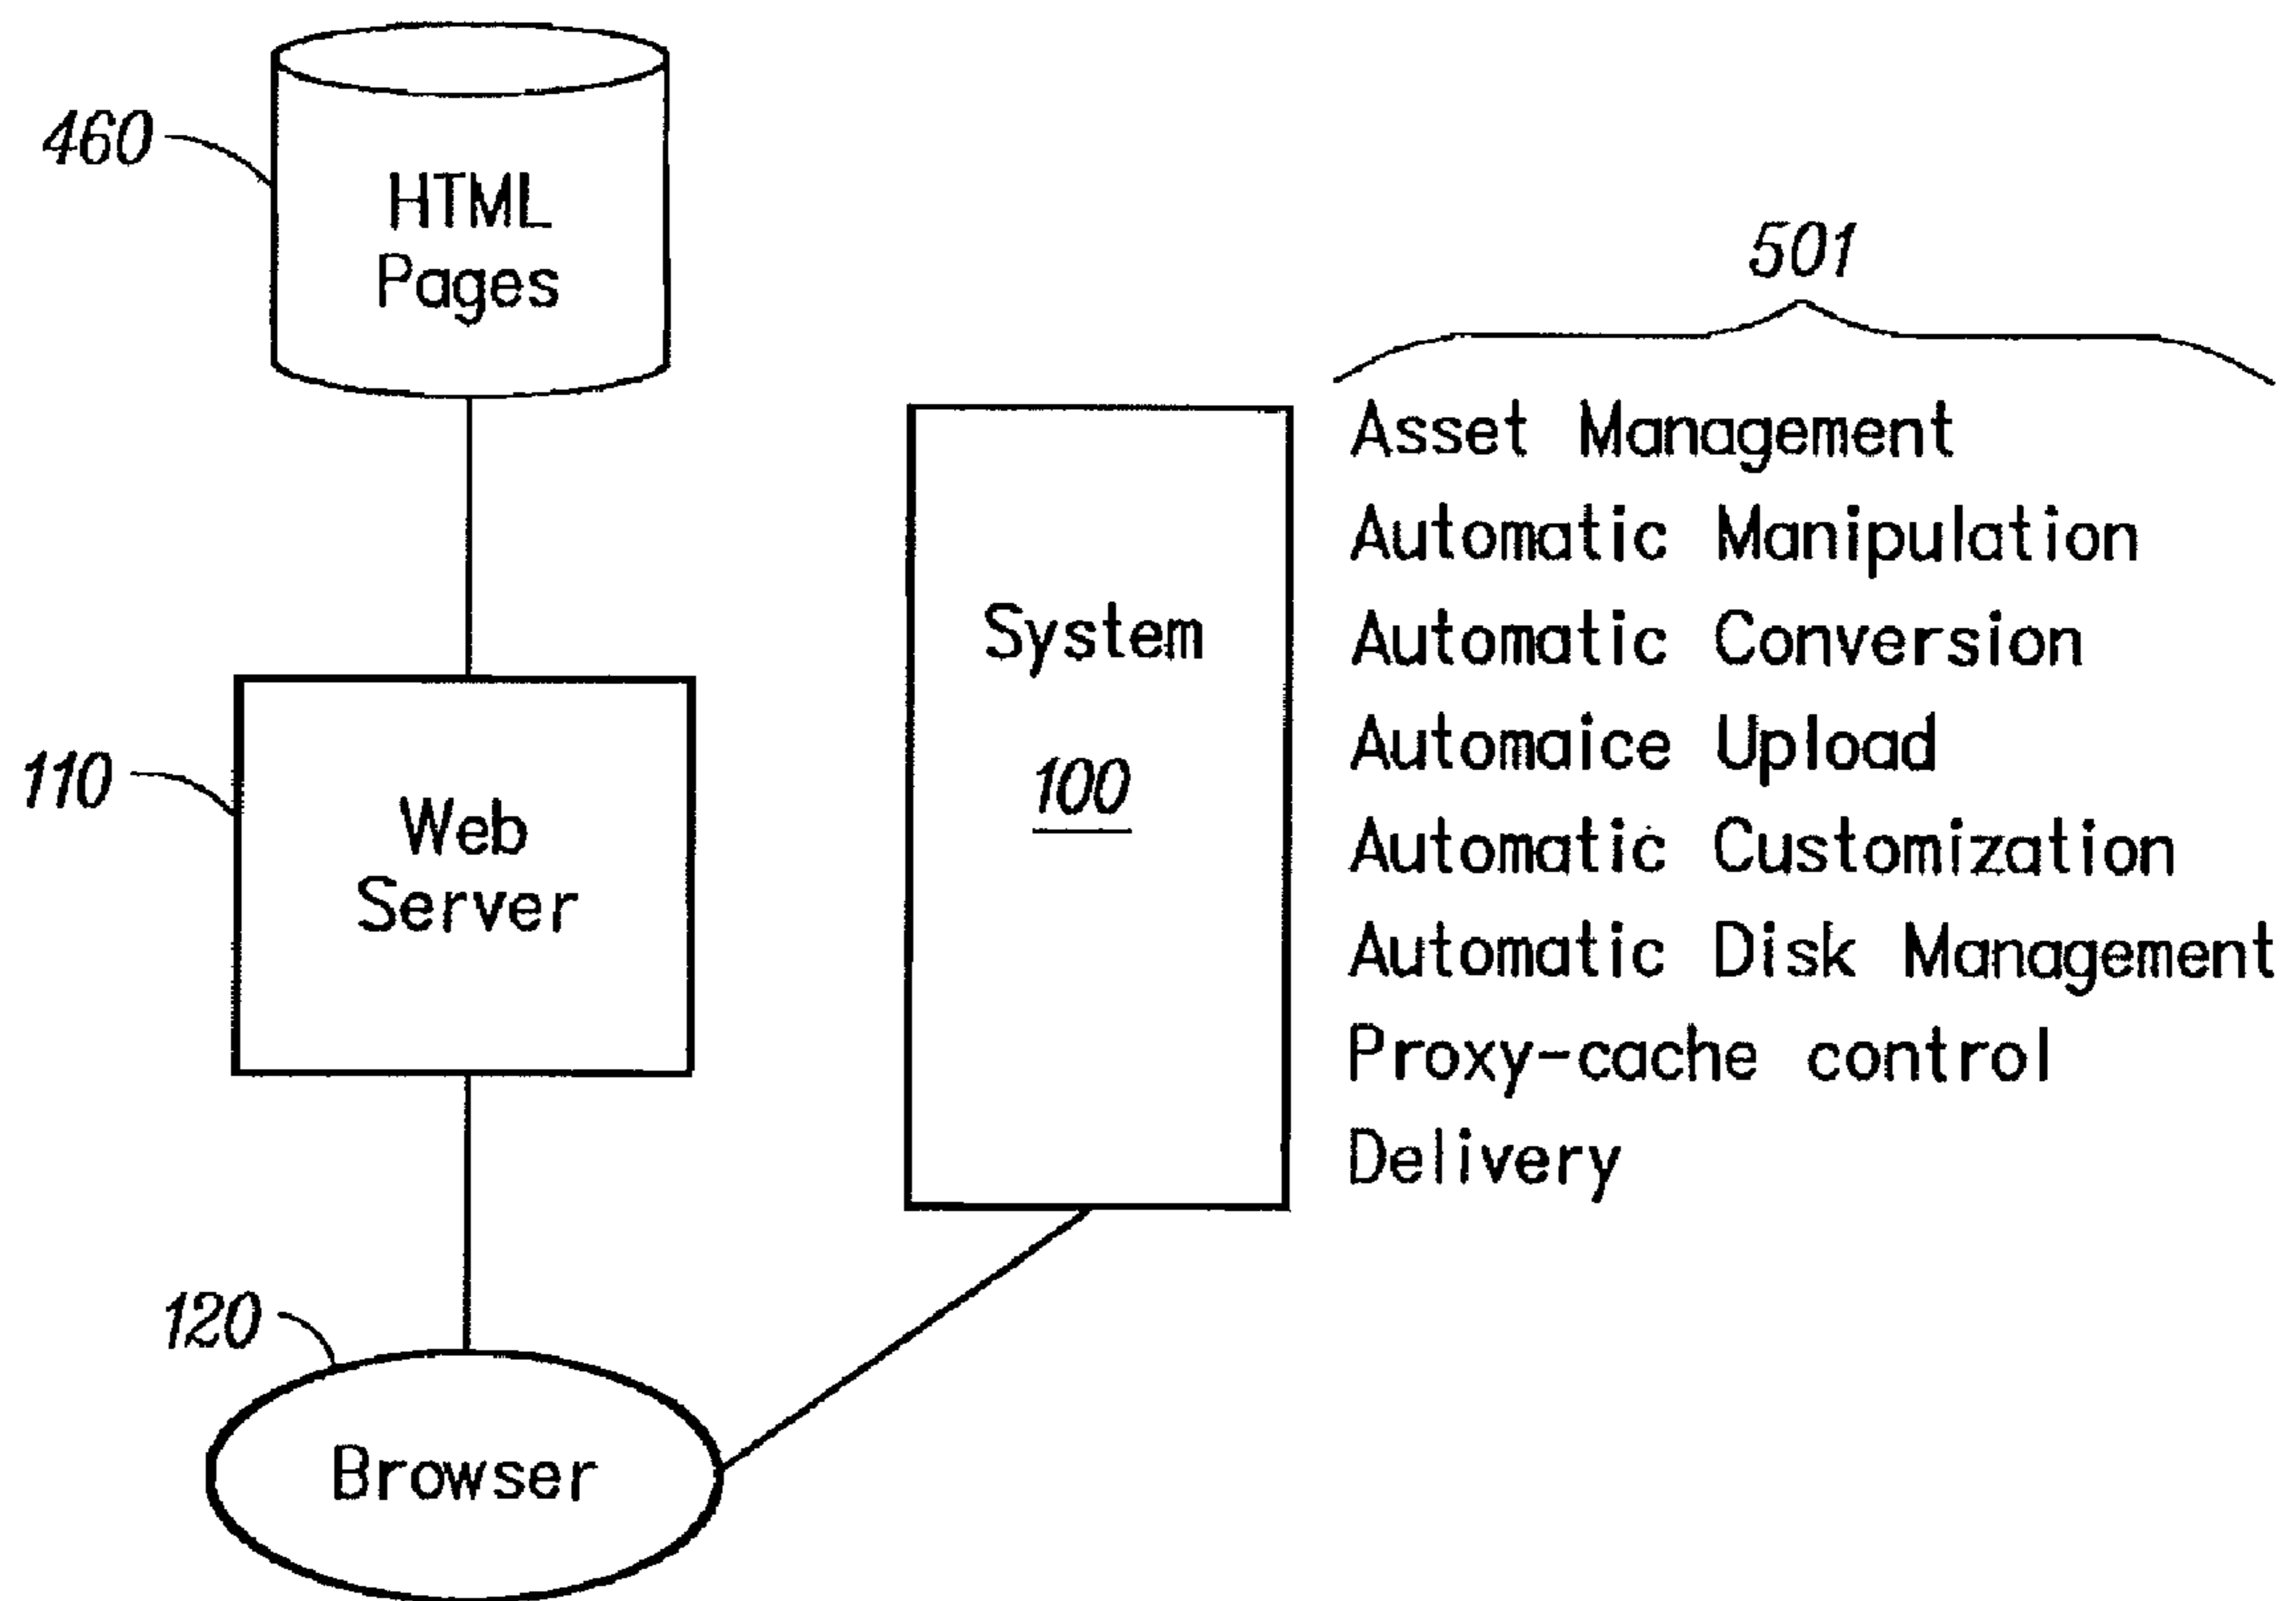 460
HTML
Pages
501
Asset Management
Automatic Manipulation
System
Automatic Conversion
100
Automaice Upload
110
Web
Server
Automatic Customization
Automatic Disk Management
Proxy-cache control
Delivery
120
Browser